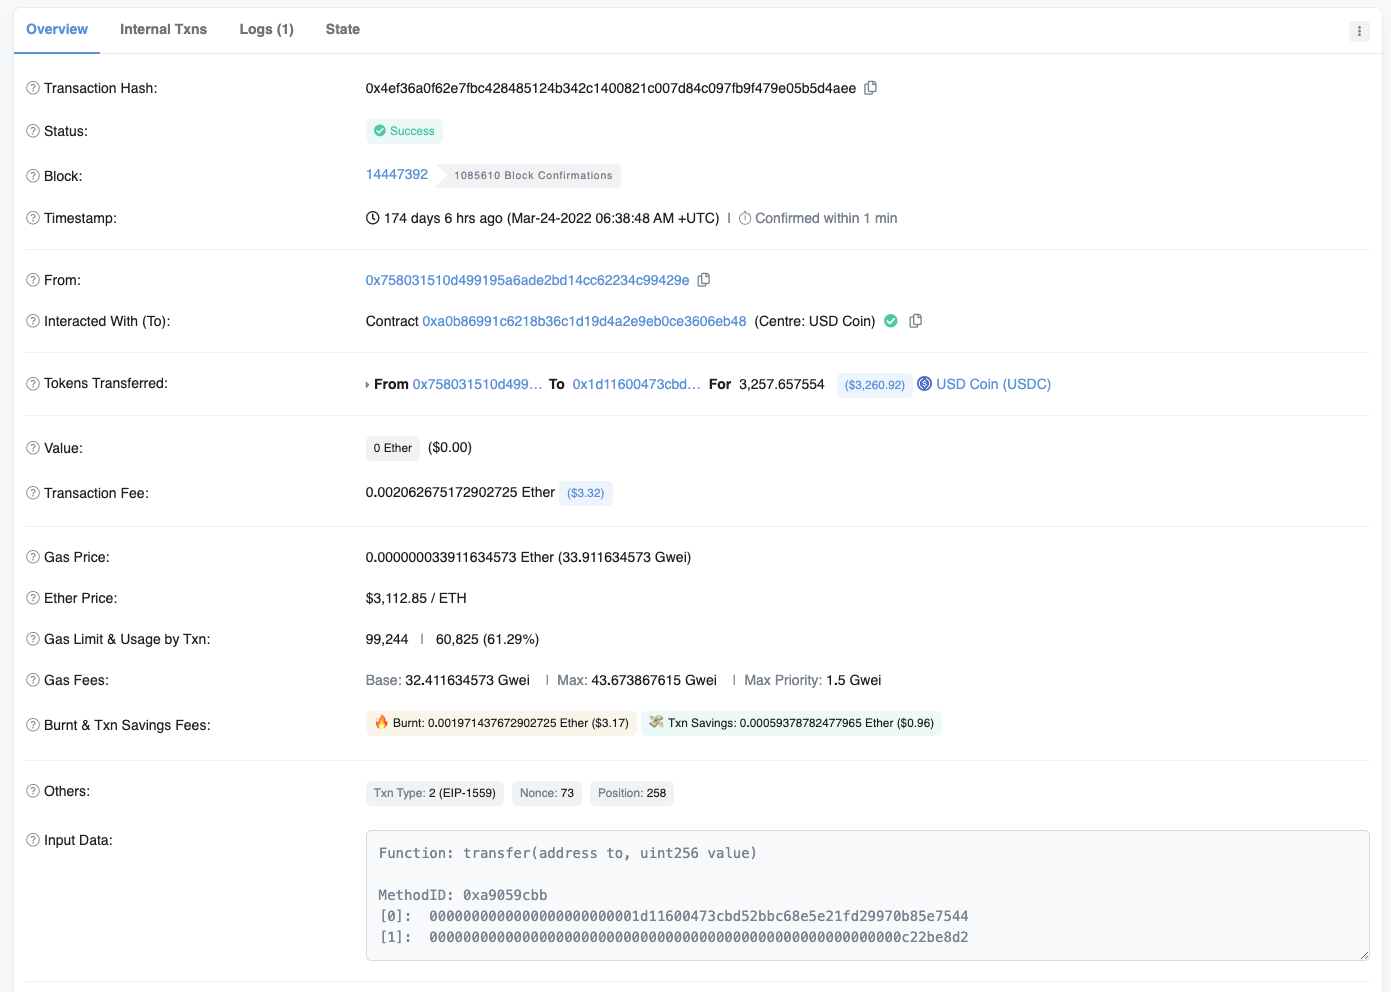 Overview Internal Txns Logs (1) State
Transaction Hash: 0x4ef36a0f62e7fbc428485124b342c1400821c007d84c097fb9f479e05b5d4aee
Status: Success
Block: 14447392 1085610 Block Confirmations
Timestamp: 174 days 6 hrs ago (Mar-24-2022 06:38:48 AM +UTC) | Confirmed within 1 min
From: 0x758031510d499195a6ade2bd14cc62234c99429e
Interacted With (To): Contract 0xa0b86991c6218b36c1d19d4a2e9eb0ce3606eb48 (Centre: USD Coin)
Tokens Transferred: From 0x758031510d499... To 0x1d11600473cbd... For 3,257.657554 ($3,260.92) USD Coin (USDC)
Value: 0 Ether ($0.00)
Transaction Fee: 0.002062675172902725 Ether ($3.32)
Gas Price: 0.000000033911634573 Ether (33.911634573 Gwei)
Ether Price: $3,112.85 / ETH
Gas Limit & Usage by Txn: 99,244 | 60,825 (61.29%)
Gas Fees: Base: 32.411634573 Gwei | Max: 43.673867615 Gwei | Max Priority: 1.5 Gwei
Burnt & Txn Savings Fees: Burnt: 0.001971437672902725 Ether ($3.17) Txn Savings: 0.00059378782477965 Ether ($0.96)
Others: Txn Type: 2 (EIP-1559) Nonce: 73 Position: 258
Input Data: Function: transfer(address to, uint256 value)
MethodID: 0xa9059cbb
[0]: 0000000000000000000000001d11600473cbd52bbc68e5e21fd29970b85e7544
[1]: 00000000000000000000000000000000000000000000000000000000c22be8d2